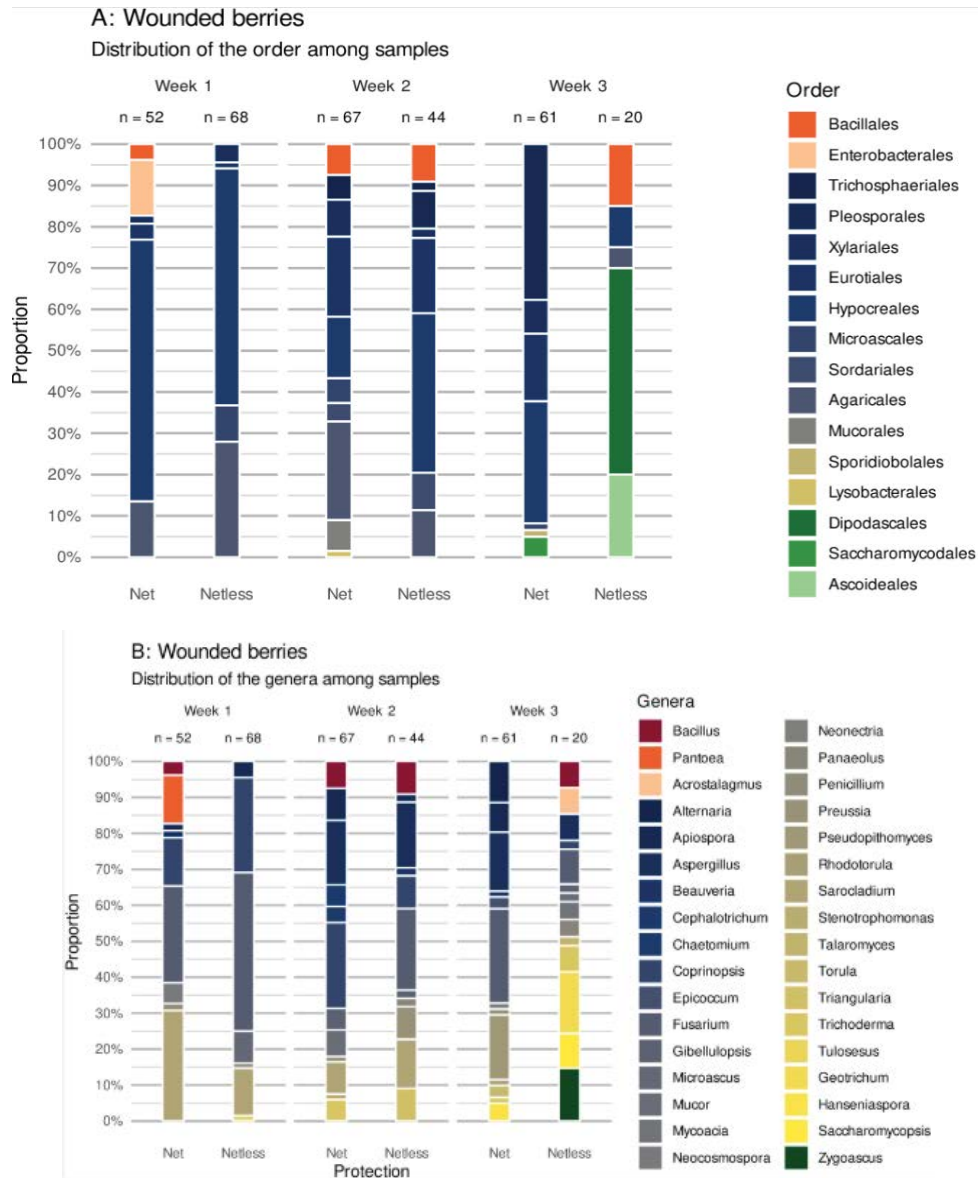 A: Wounded berries
Distribution of the order among samples
Week 1 Week 2 Week 3
n = 52 n = 68 n = 67 n = 44 n = 61 n = 20
100%
90%
80%
70%
60%
50%
40%
30%
20%
10%
0%
Proportion
Net Netless Net Netless Net Netless
Order
Bacillales
Enterobacterales
Trichosphaeriales
Pleosporales
Xylariales
Eurotiales
Hypocreales
Microascales
Sordariales
Agaricales
Mucorales
Sporidiobolales
Lysobacterales
Dipodascales
Saccharomycodales
Ascoideales
B: Wounded berries
Distribution of the genera among samples
Week 1 Week 2 Week 3
n = 52 n = 68 n = 67 n = 44 n = 61 n = 20
100%
90%
80%
70%
60%
50%
40%
30%
20%
10%
0%
Proportion
Net Netless Net Netless Net Netless
Protection
Genera
Bacillus
Pantoea
Acrostalagmus
Alternaria
Apiospora
Aspergillus
Beauveria
Cephalotrichum
Chaetomium
Coprinopsis
Epicoccum
Fusarium
Gibellulopsis
Microascus
Mucor
Mycoacia
Neocosmospora
Neonectria
Panaeolus
Penicillium
Preussia
Pseudopithomyces
Rhodotorula
Sarocladium
Stenotrophomonas
Talaromyces
Torula
Triangularia
Trichoderma
Tulosesus
Geotrichum
Hanseniaspora
Saccharomycopsis
Zygoascus